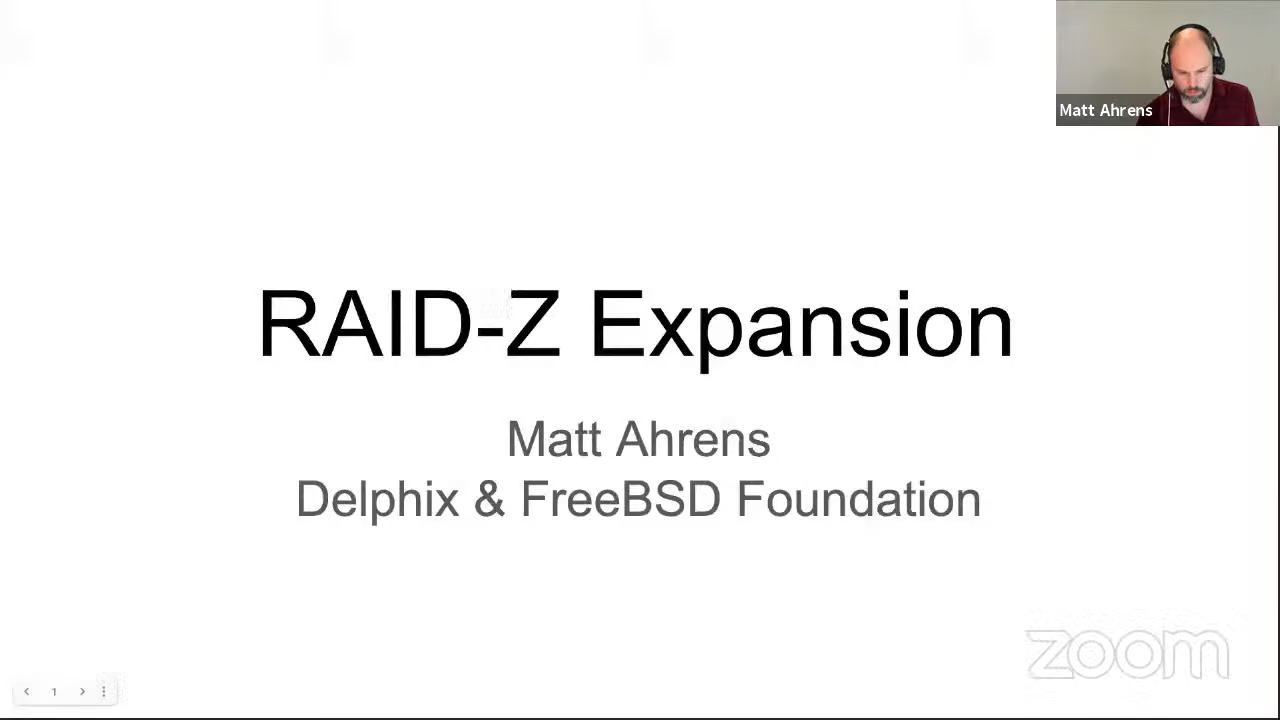 Matt Ahrens
RAID-Z Expansion
Matt Ahrens
Delphix & FreeBSD Foundation
zoom
1